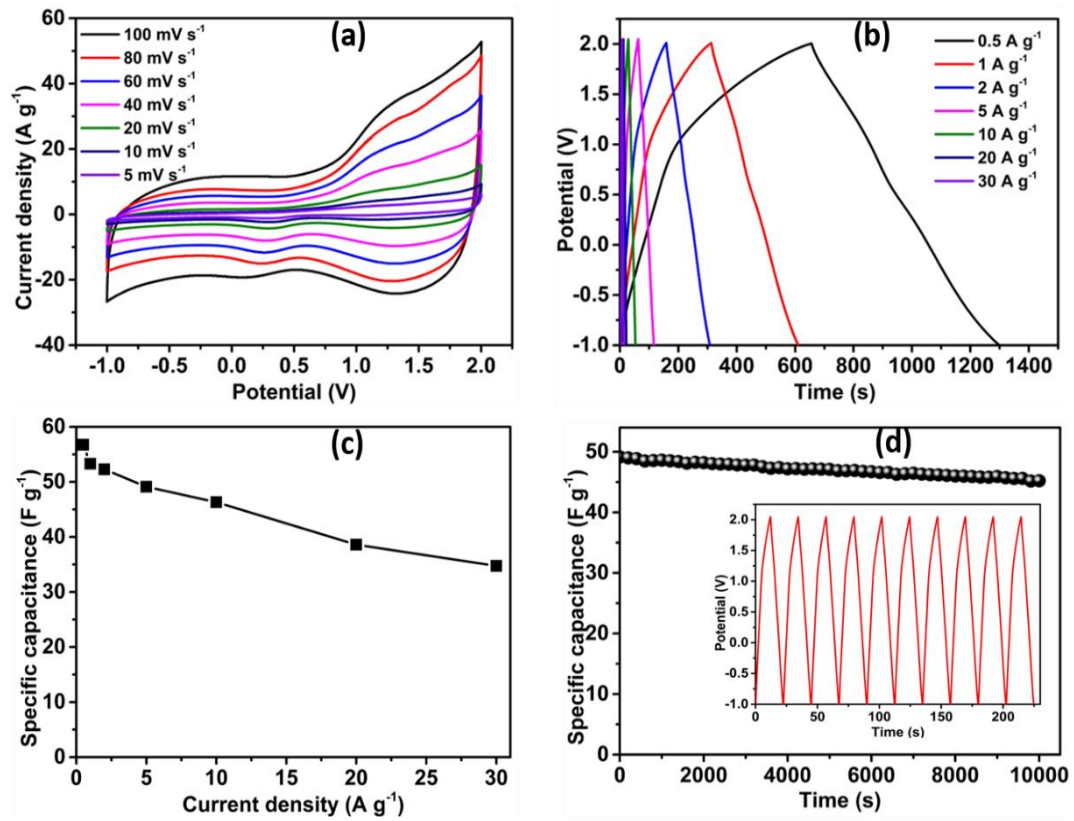 (a)
100 mV s⁻¹
80 mV s⁻¹
60 mV s⁻¹
40 mV s⁻¹
20 mV s⁻¹
10 mV s⁻¹
5 mV s⁻¹
60
40
20
0
-20
-40
Current density (A g⁻¹)
-1.0 -0.5 0.0 0.5 1.0 1.5 2.0
Potential (V)
(b)
0.5 A g⁻¹
1 A g⁻¹
2 A g⁻¹
5 A g⁻¹
10 A g⁻¹
20 A g⁻¹
30 A g⁻¹
2.0
1.5
1.0
0.5
0.0
-0.5
-1.0
Potential (V)
0 200 400 600 800 1000 1400
Time (s)
(c)
60
50
40
30
20
10
0
Specific capacitance (F g⁻¹)
0 5 10 15 20 25 30
Current density (A g⁻¹)
(d)
50
40
30
20
10
0
Specific capacitance (F g⁻¹)
0 2000 4000 6000 8000 10000
Time (s)
2.0
1.5
1.0
0.5
0.0
-0.5
-1.0
Potential (V)
0 50 100 150 200
Time (s)